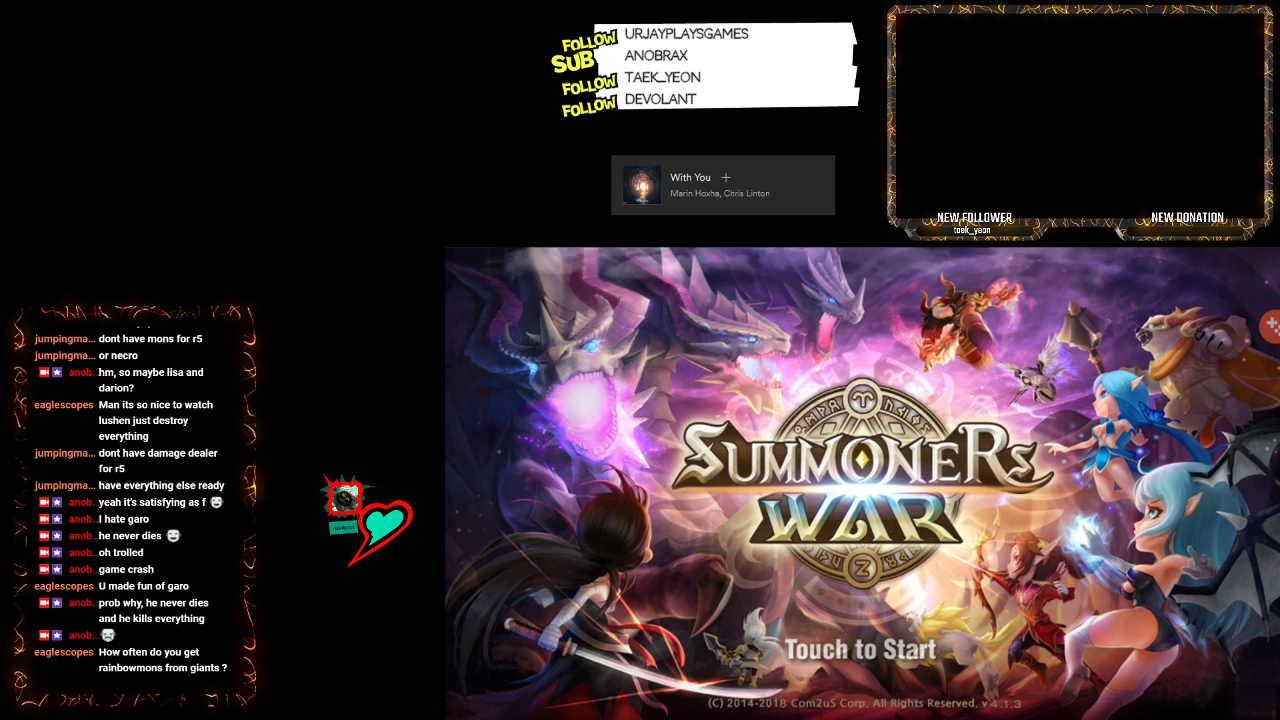 FOLLOW URJAYPLAYSGAMES
SUB ANOBRAX
FOLLOW TAEK_YEON
FOLLOW DEVOLANT
With You +
Marin Hoxha, Chris Linton
NEW FOLLOWER
taek_yeon
NEW DONATION
jumpingma... dont have mons for r5
jumpingma... or necro
anob... hm, so maybe lisa and
darion?
eaglescopes Man its so nice to watch
lushen just destroy
everything
jumpingma... dont have damage dealer
for r5
jumpingma... have everything else ready
anob... yeah it's satisfying as f
anob... I hate garo
anob... he never dies
anob... oh trolled
anob... game crash
eaglescopes U made fun of garo
anob... prob why, he never dies
and he kills everything
anob...
eaglescopes How often do you get
rainbowmons from giants ?
Anobrax
SUMMONERS
WAR
Touch to Start
(C) 2014-2018 Com2uS Corp. All Rights Reserved. v 4.1.3